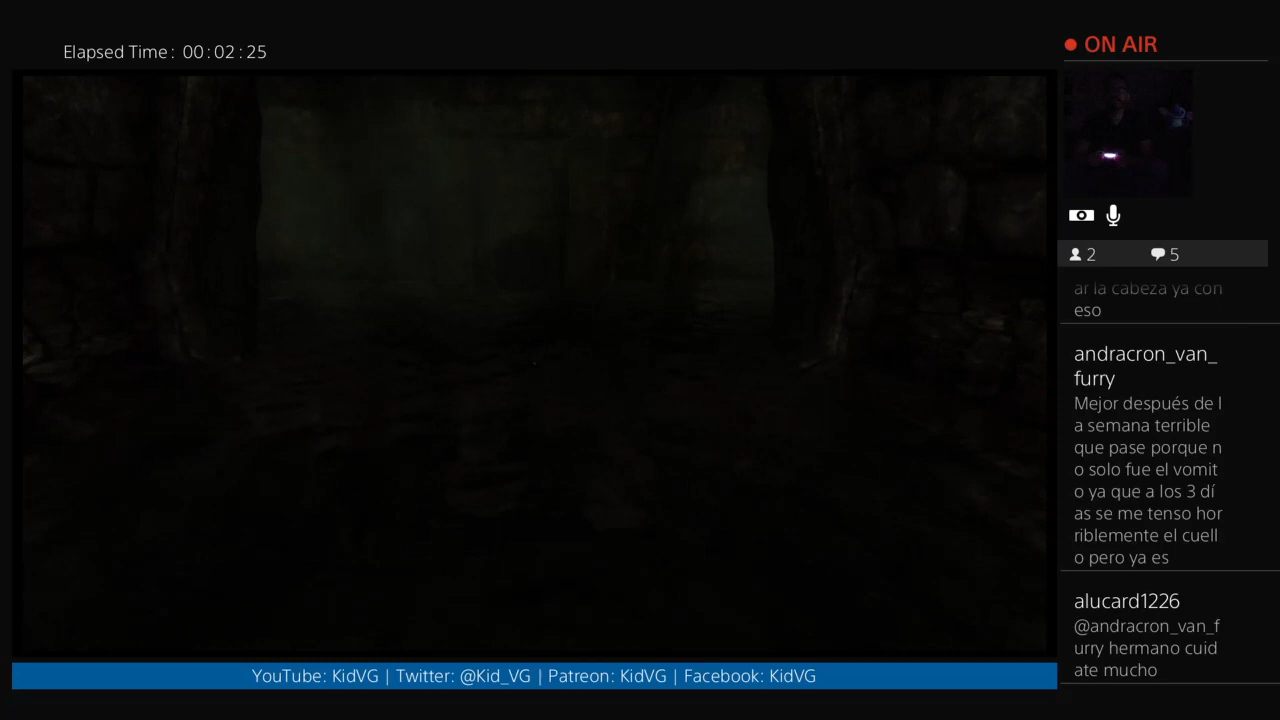 Elapsed Time: 00:02:25
ON AIR
2 5
ar la cabeza ya con
eso
andracron_van_
furry
Mejor después de l
a semana terrible
que pase porque n
o solo fue el vomit
o ya que a los 3 dí
as se me tenso hor
riblemente el cuell
o pero ya es
alucard1226
@andracron_van_f
urry hermano cuid
ate mucho
YouTube: KidVG | Twitter: @Kid_VG | Patreon: KidVG | Facebook: KidVG